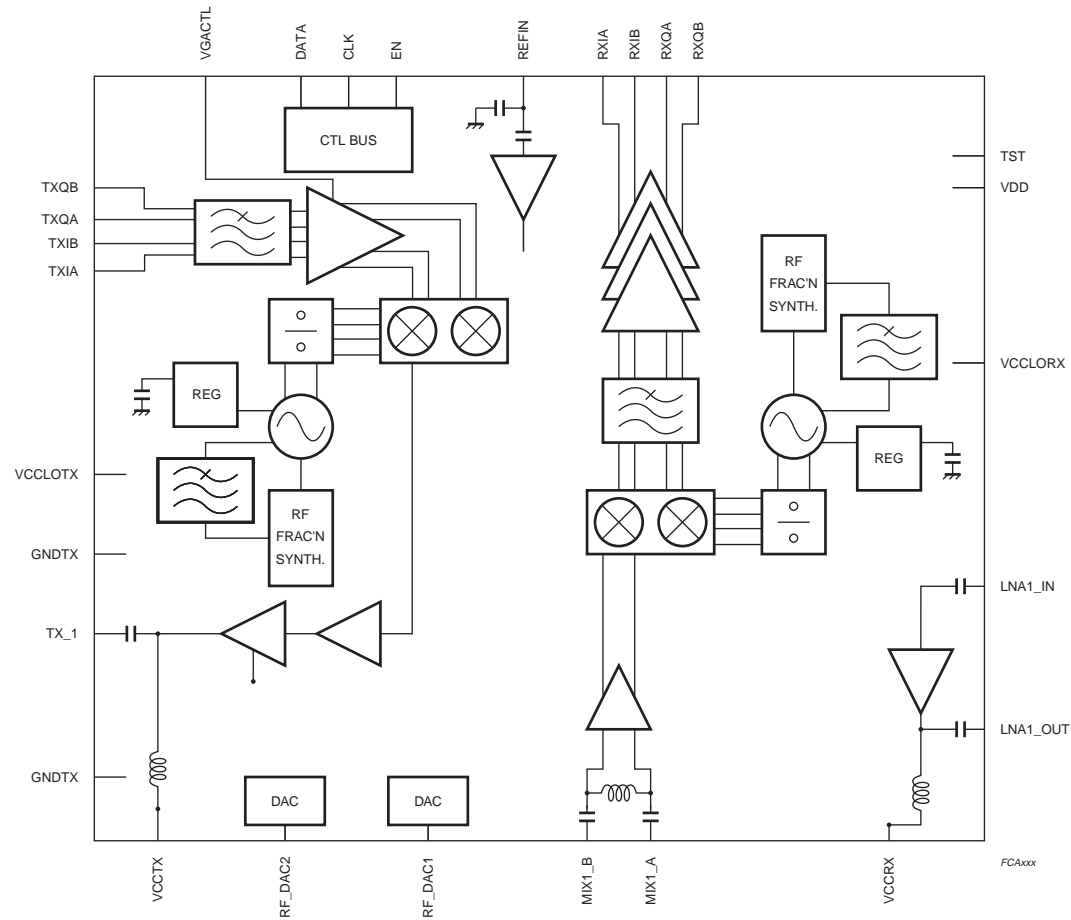 VGACTL
DATA
CLK
EN
REFIN
RXIA
RXIB
RXQA
RXQB
CTL BUS
TST
TXQB
VDD
TXQA
TXIB
TXIA
RF
FRAC'N
SYNTH.
REG
VCCLORX
REG
VCCLOTX
RF
FRAC'N
SYNTH.
GNDTX
LNA1_IN
TX_1
LNA1_OUT
GNDTX
DAC
DAC
VCCTX
RF_DAC2
RF_DAC1
MIX1_B
MIX1_A
VCCRX
FCAxxx